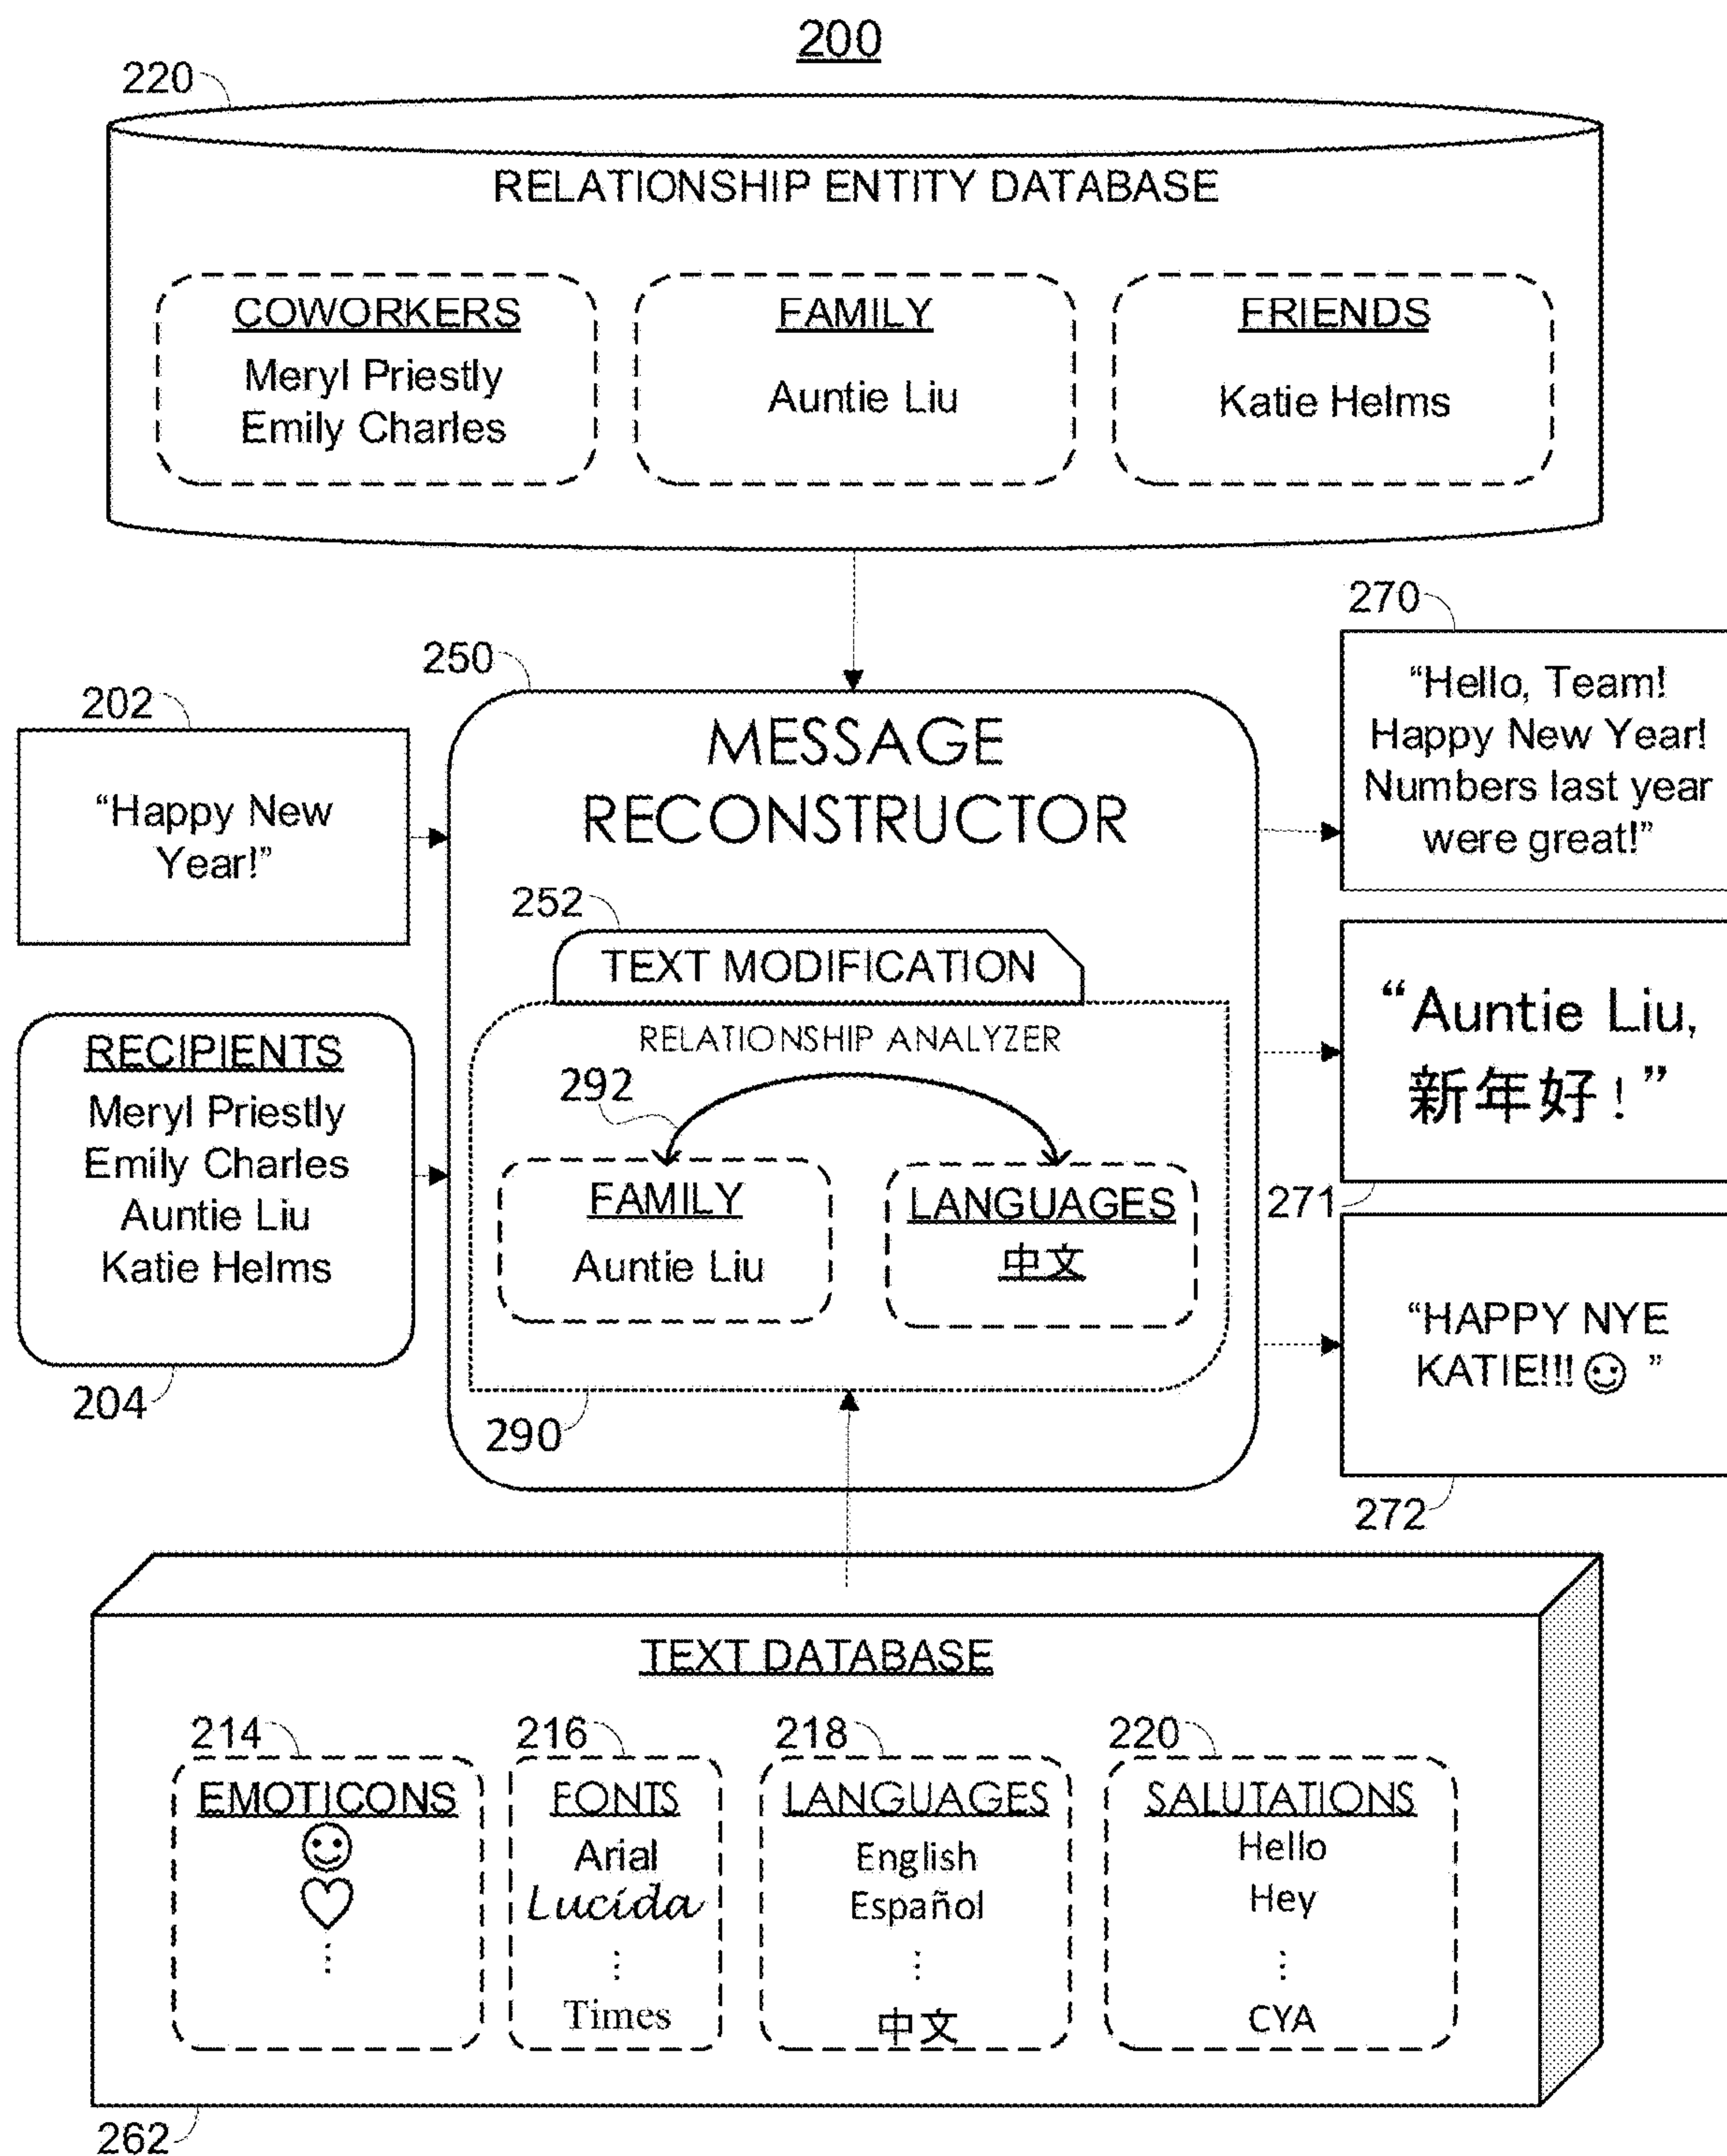 200
220
RELATIONSHIP ENTITY DATABASE
COWORKERS
Meryl Priestly
Emily Charles
FAMILY
Auntie Liu
FRIENDS
Katie Helms
202
“Happy New
Year!”
RECIPIENTS
Meryl Priestly
Emily Charles
Auntie Liu
Katie Helms
204
250
MESSAGE
RECONSTRUCTOR
252
TEXT MODIFICATION
RELATIONSHIP ANALYZER
292
FAMILY
Auntie Liu
LANGUAGES
中文
290
270
“Hello, Team!
Happy New Year!
Numbers last year
were great!”
“Auntie Liu,
新年好!”
271
“HAPPY NYE
KATIE!!!☺ ”
272
TEXT DATABASE
214
EMOTICONS
☺
♡
⋮
216
FONTS
Arial
Lucida
⋮
Times
218
LANGUAGES
English
Español
⋮
中文
220
SALUTATIONS
Hello
Hey
⋮
CYA
262